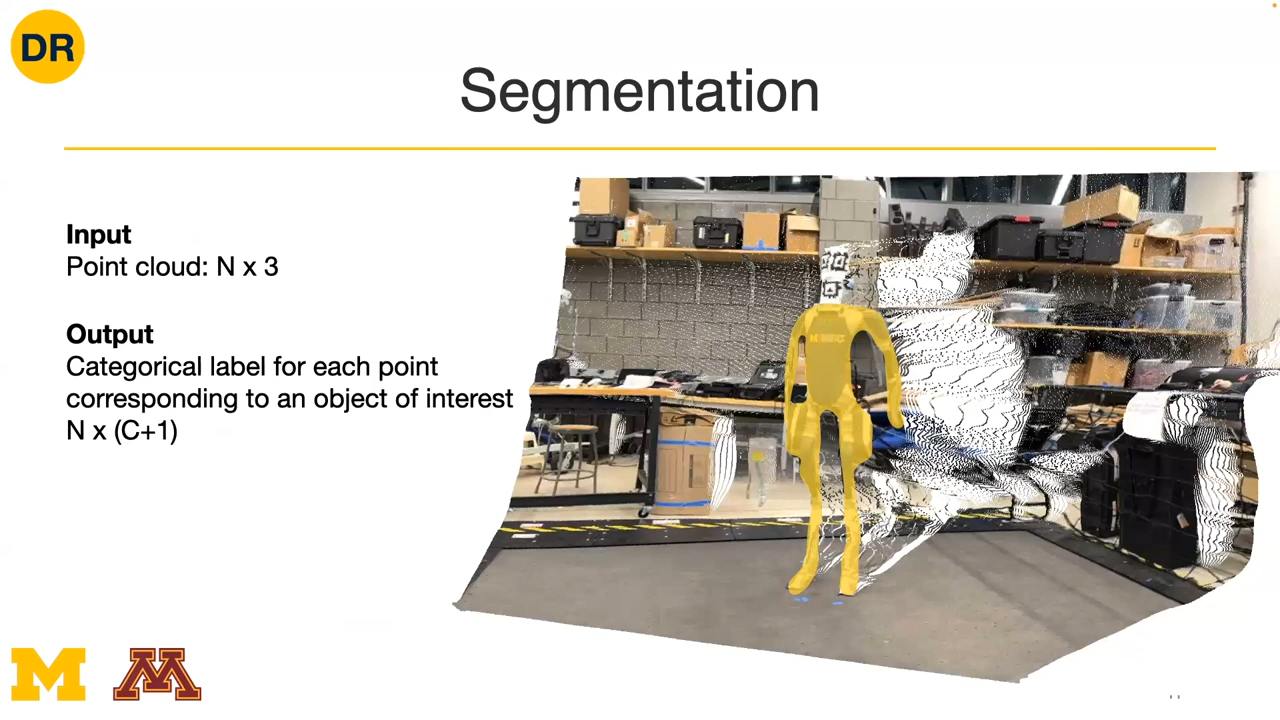 DR
Segmentation
Input
Point cloud: N x 3
Output
Categorical label for each point
corresponding to an object of interest
N x (C+1)
M
M